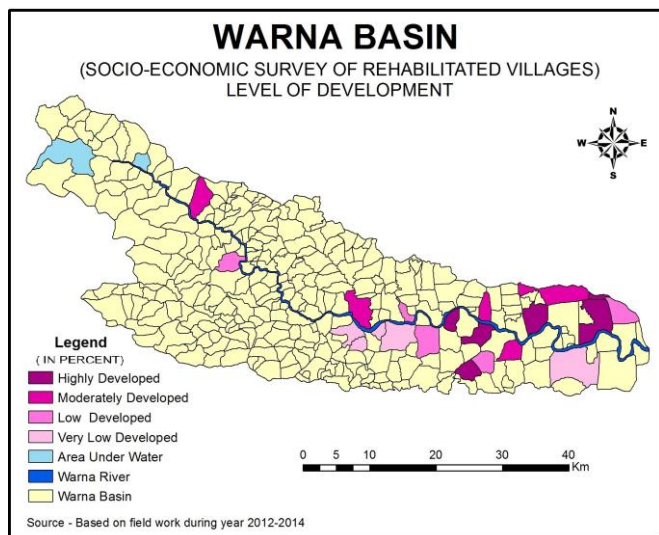 WARNA BASIN
(SOCIO-ECONOMIC SURVEY OF REHABILITATED VILLAGES)
LEVEL OF DEVELOPMENT
N
W E
S
Legend
( IN PERCENT)
Highly Developed
Moderately Developed
Low Developed
Very Low Developed
Area Under Water
Warna River
Warna Basin
0 5 10 20 30 40
Km
Source - Based on field work during year 2012-2014